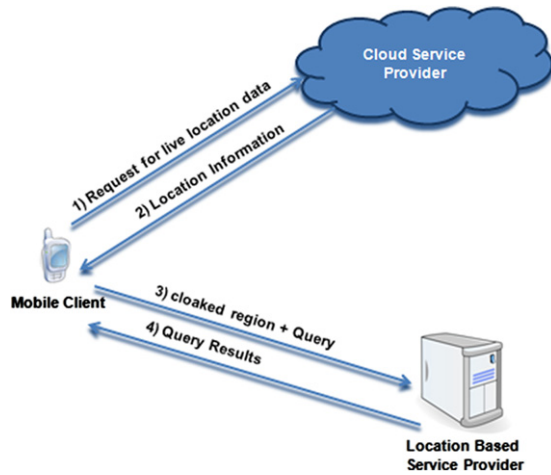 Cloud Service
Provider
1) Request for live location data
2) Location Information
Mobile Client
3) cloaked region + Query
4) Query Results
Location Based
Service Provider